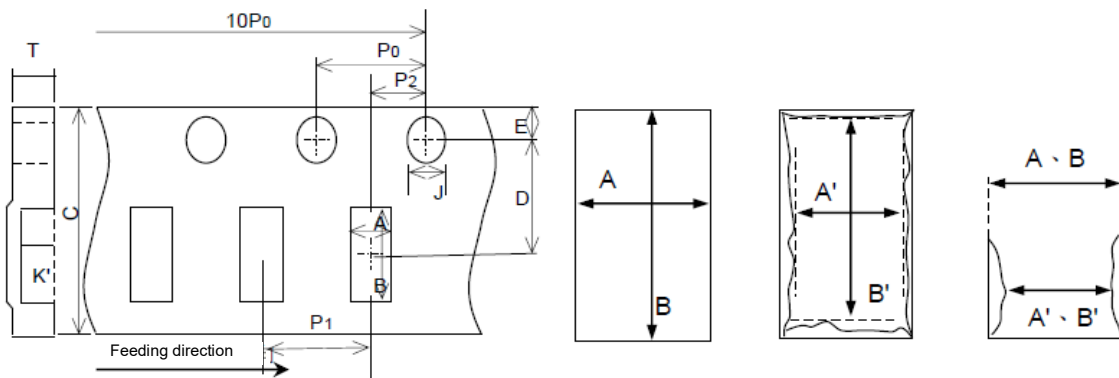 10P0
T
P0
P2
E
J
D
C
A
B
K'
P1
Feeding direction
A
B
A'
B'
A、B
A'、B'